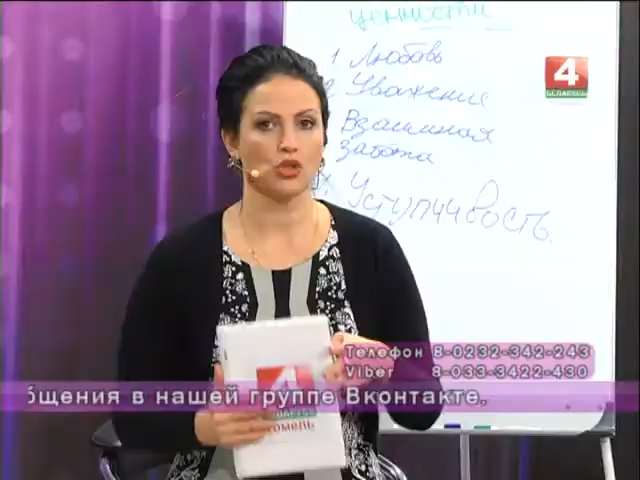 ценности
1 Любовь
2 Уважение
Взаимная
забота
Уступчивость.
4
БЕЛАРУСЬ
Телефон 8-0232-342-243
Viber 8-033-3422-430
бщения в нашей группе Вконтакте.
4
ГОМЕЛЬ